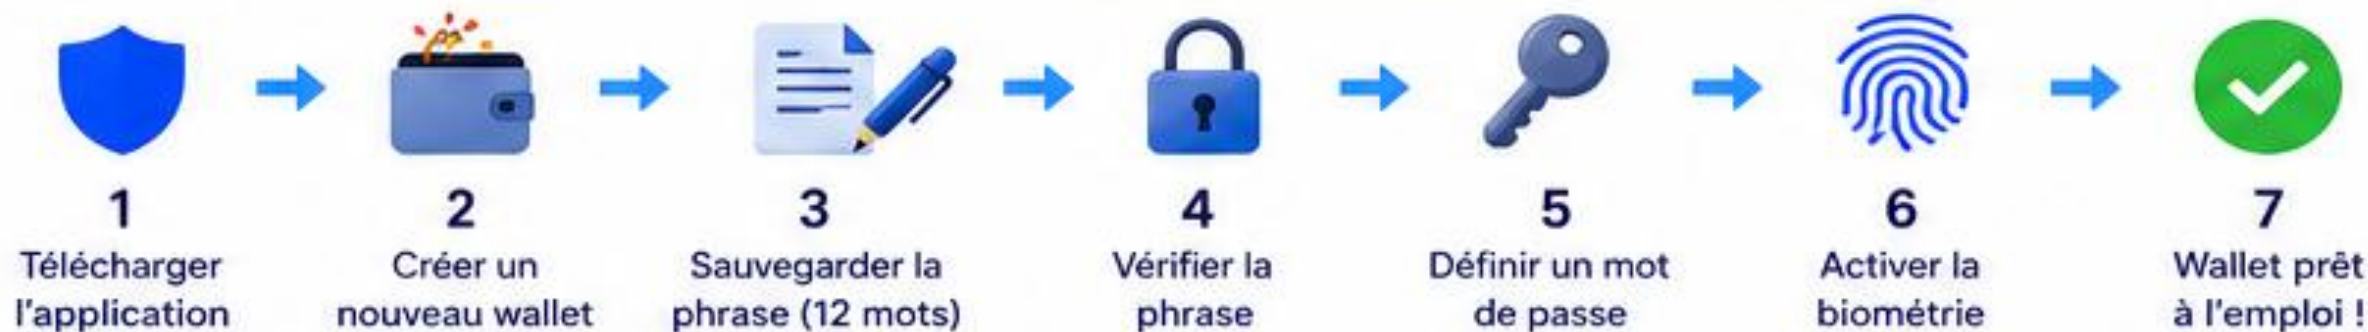 1
Télécharger
l'application
2
Créer un
nouveau wallet
3
Sauvegarder la
phrase (12 mots)
4
Vérifier la
phrase
5
Définir un mot
de passe
6
Activer la
biométrie
7
Wallet prêt
à l'emploi !